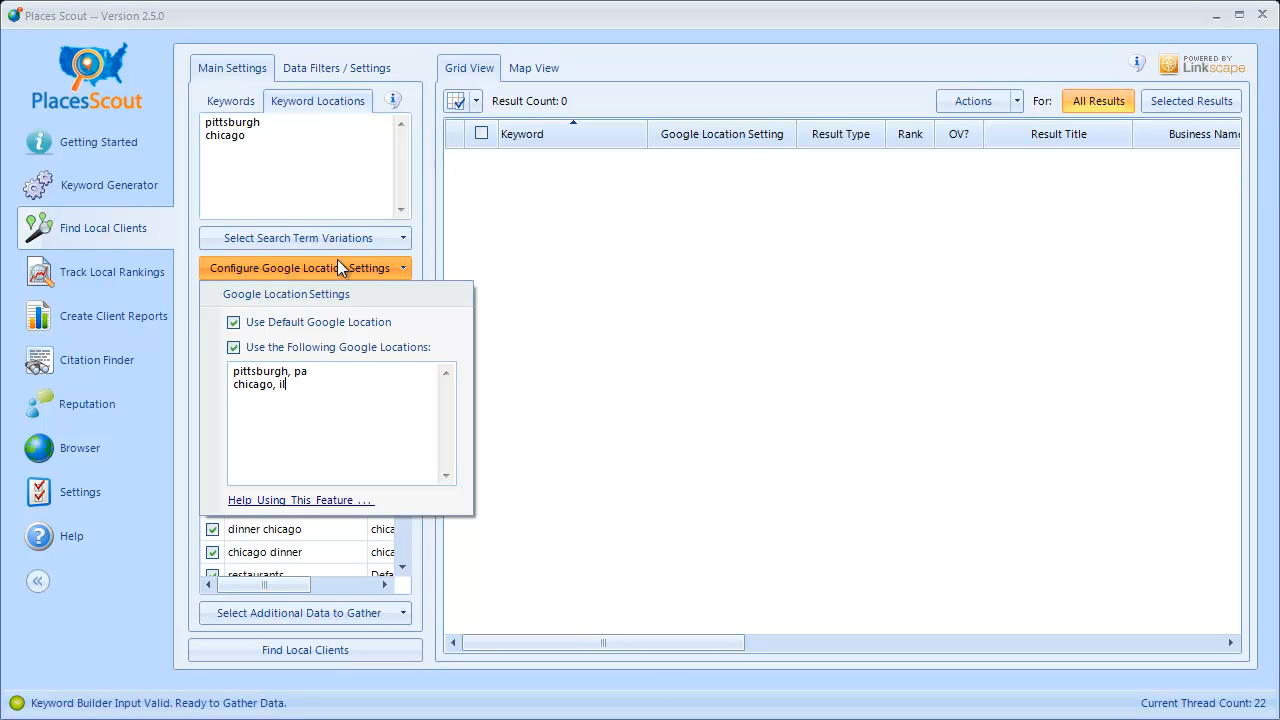 Places Scout -- Version 2.5.0
PlacesScout
Getting Started
Keyword Generator
Find Local Clients
Track Local Rankings
Create Client Reports
Citation Finder
Reputation
Browser
Settings
Help
Main Settings
Data Filters / Settings
Keywords
Keyword Locations
pittsburgh
chicago
Select Search Term Variations
Configure Google Location Settings
Google Location Settings
Use Default Google Location
Use the Following Google Locations:
pittsburgh, pa
chicago, il
Help Using This Feature ...
dinner chicago
chica
chicago dinner
chica
restaurants
Defa
Select Additional Data to Gather
Find Local Clients
Grid View
Map View
POWERED BY
Linkscape
Result Count: 0
Actions
For:
All Results
Selected Results
Keyword
Google Location Setting
Result Type
Rank
OV?
Result Title
Business Name
Keyword Builder Input Valid. Ready to Gather Data.
Current Thread Count: 22